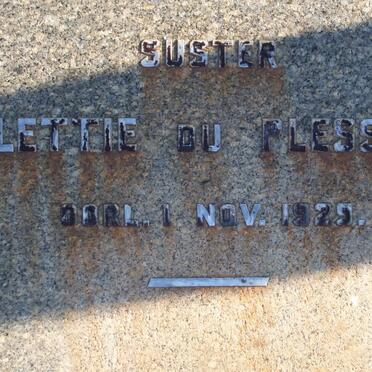 SUSTER
LETTIE DU PLESS
OORL. 1 NOV. 1929.